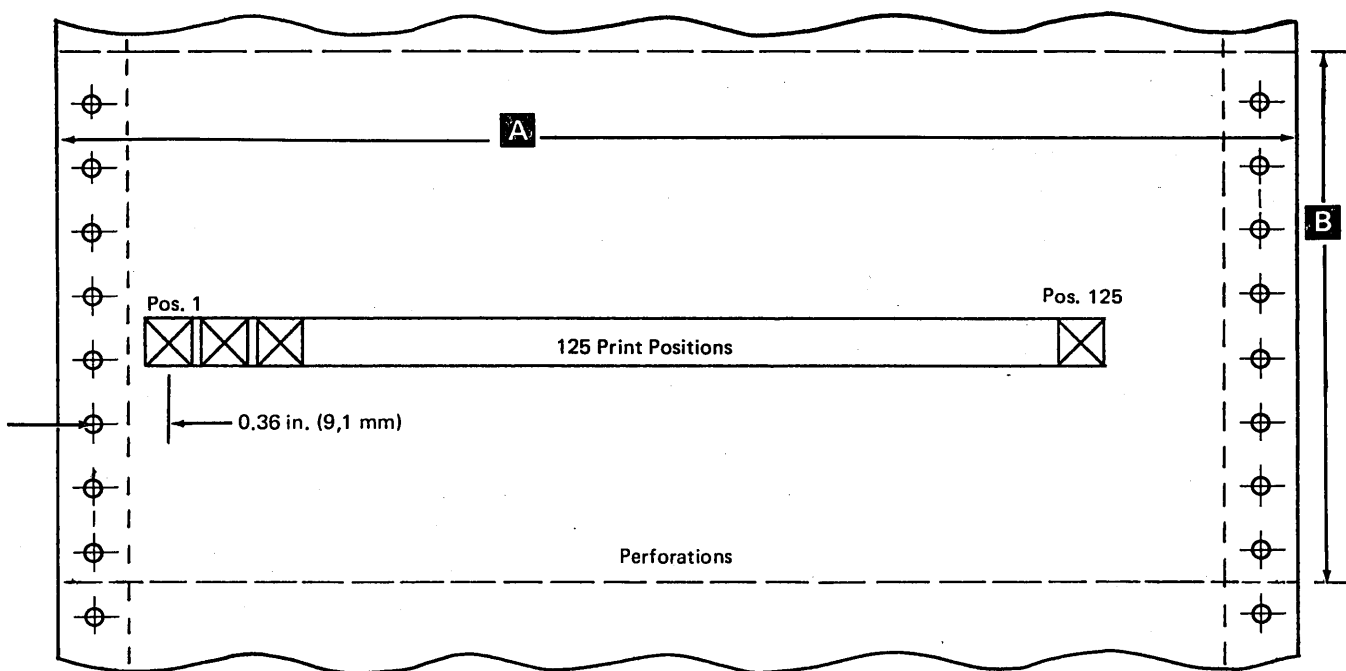 A
B
Pos. 1
Pos. 125
125 Print Positions
0.36 in. (9,1 mm)
Perforations